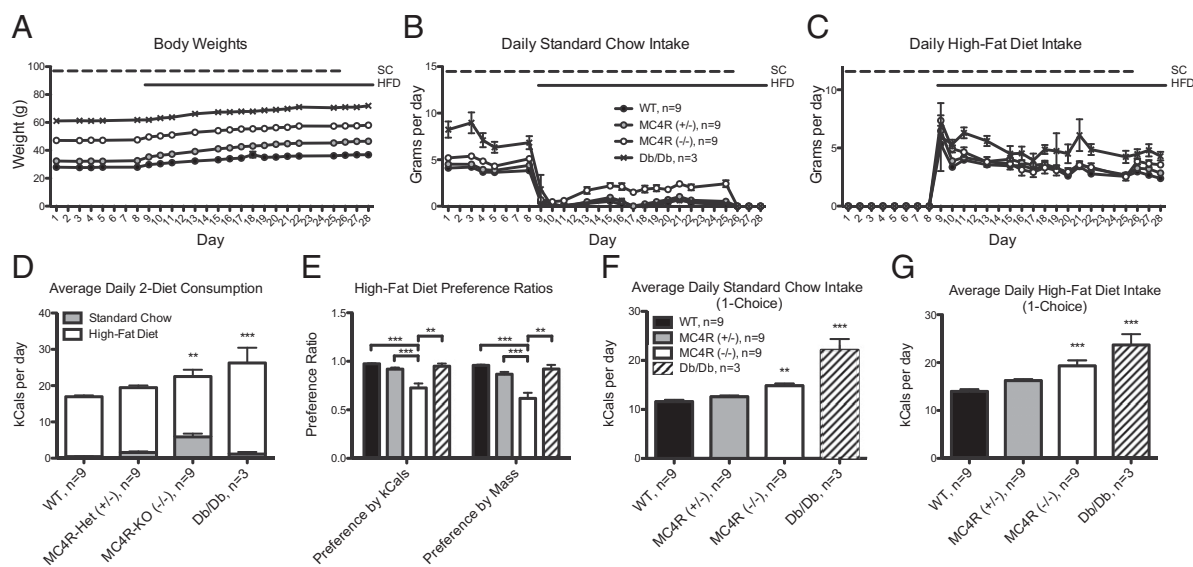 A
Body Weights
Weight (g)
100
80
60
40
20
0
SC
HFD
1 2 3 4 5 6 7 8 9 10 11 12 13 14 15 16 17 18 19 20 21 22 23 24 25 26 27 28
Day
B
Daily Standard Chow Intake
Grams per day
15
10
5
0
SC
HFD
WT, n=9
MC4R (+/-), n=9
MC4R (-/-), n=9
Db/Db, n=3
1 2 3 4 5 6 7 8 9 10 11 12 13 14 15 16 17 18 19 20 21 22 23 24 25 26 27 28
Day
C
Daily High-Fat Diet Intake
Grams per day
15
10
5
0
SC
HFD
1 2 3 4 5 6 7 8 9 10 11 12 13 14 15 16 17 18 19 20 21 22 23 24 25 26 27 28
Day
D
Average Daily 2-Diet Consumption
Standard Chow
High-Fat Diet
kCals per day
40
30
20
10
0
**
***
WT, n=9
MC4R-Het (+/-), n=9
MC4R-KO (-/-), n=9
Db/Db, n=3
E
High-Fat Diet Preference Ratios
Preference Ratio
1.5
1.0
0.5
0.0
***
***
**
***
***
**
Preference by kCals
Preference by Mass
F
Average Daily Standard Chow Intake
(1-Choice)
WT, n=9
MC4R (+/-), n=9
MC4R (-/-), n=9
Db/Db, n=3
kCals per day
30
20
10
0
**
***
WT, n=9
MC4R (+/-), n=9
MC4R (-/-), n=9
Db/Db, n=3
G
Average Daily High-Fat Diet Intake
(1-Choice)
kCals per day
30
20
10
0
***
***
WT, n=9
MC4R (+/-), n=9
MC4R (-/-), n=9
Db/Db, n=3